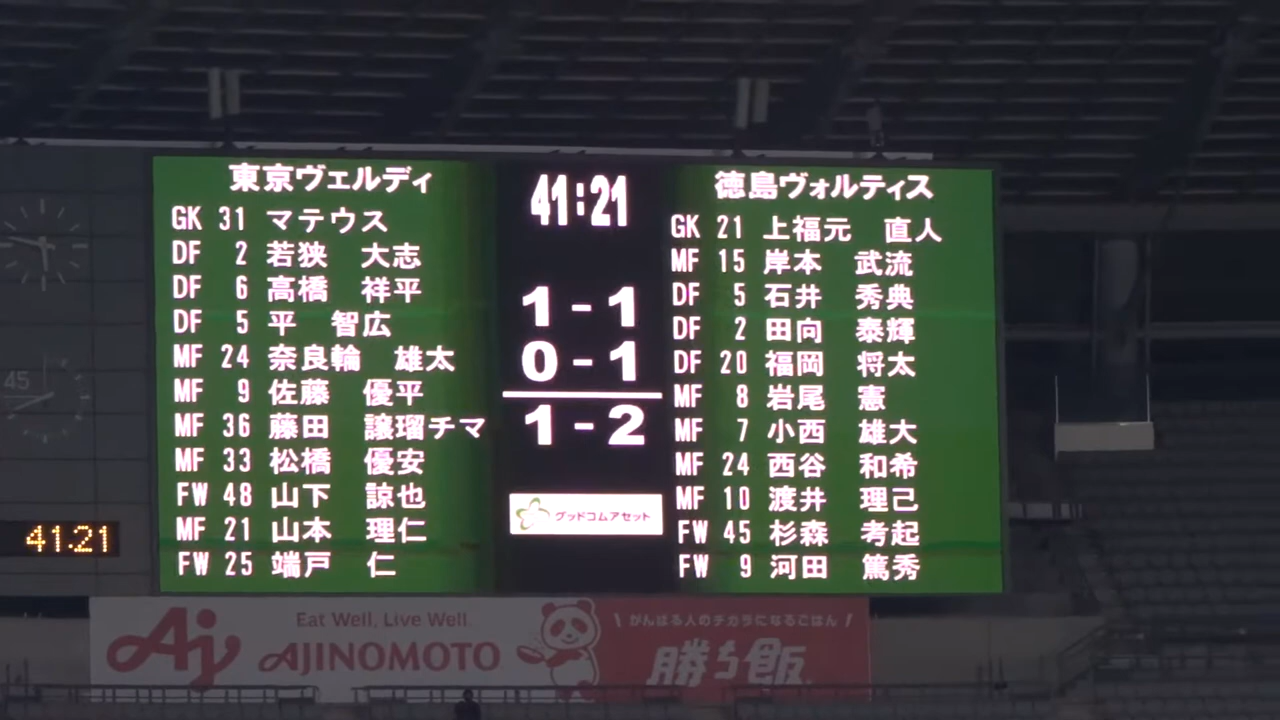 東京ヴェルディ
GK 31 マテウス
DF 2 若狭 大志
DF 6 高橋 祥平
DF 5 平 智広
MF 24 奈良輪 雄太
MF 9 佐藤 優平
MF 36 藤田 譲瑠チマ
MF 33 松橋 優安
FW 48 山下 諒也
MF 21 山本 理仁
FW 25 端戸 仁
41:21
1 - 1
0 - 1
1 - 2
グッドコムアセット
徳島ヴォルティス
GK 21 上福元 直人
MF 15 岸本 武流
DF 5 石井 秀典
DF 2 田向 泰輝
DF 20 福岡 将太
MF 8 岩尾 憲
MF 7 小西 雄大
MF 24 西谷 和希
MF 10 渡井 理己
FW 45 杉森 考起
FW 9 河田 篤秀
45
41.21
Aj
Eat Well, Live Well.
AJINOMOTO
\ がんばる人のチカラになるごはん /
勝ち飯